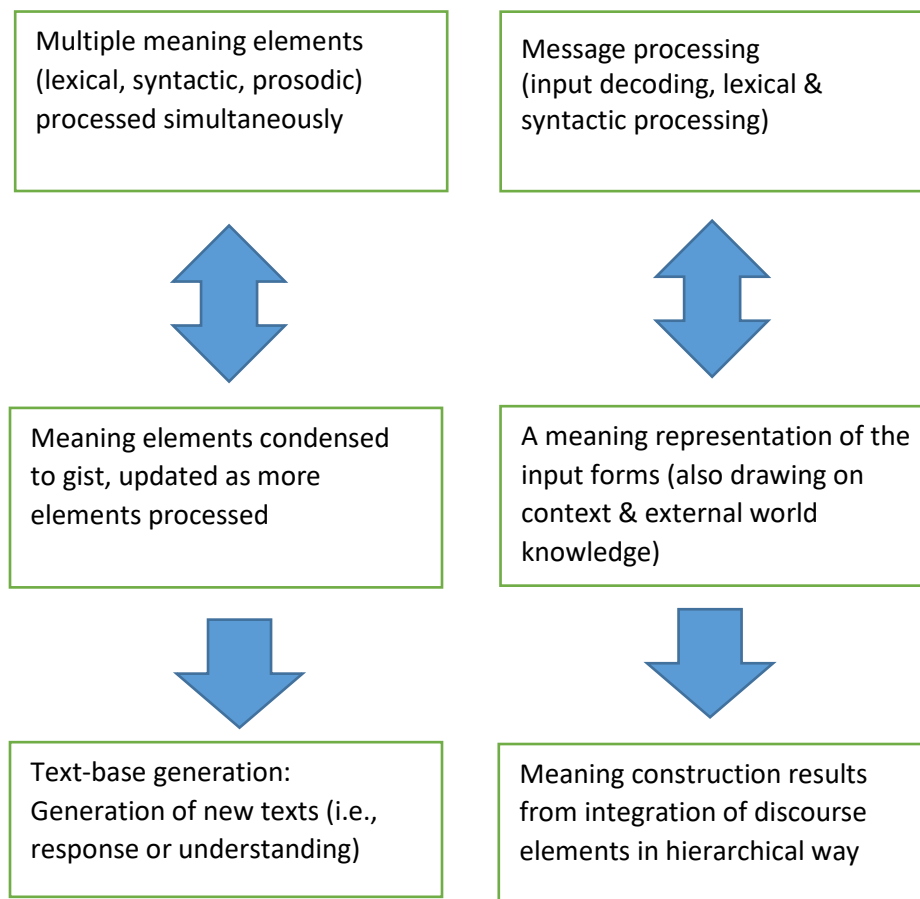 Multiple meaning elements
(lexical, syntactic, prosodic)
processed simultaneously
Message processing
(input decoding, lexical &
syntactic processing)
Meaning elements condensed
to gist, updated as more
elements processed
A meaning representation of the
input forms (also drawing on
context & external world
knowledge)
Text-base generation:
Generation of new texts (i.e.,
response or understanding)
Meaning construction results
from integration of discourse
elements in hierarchical way